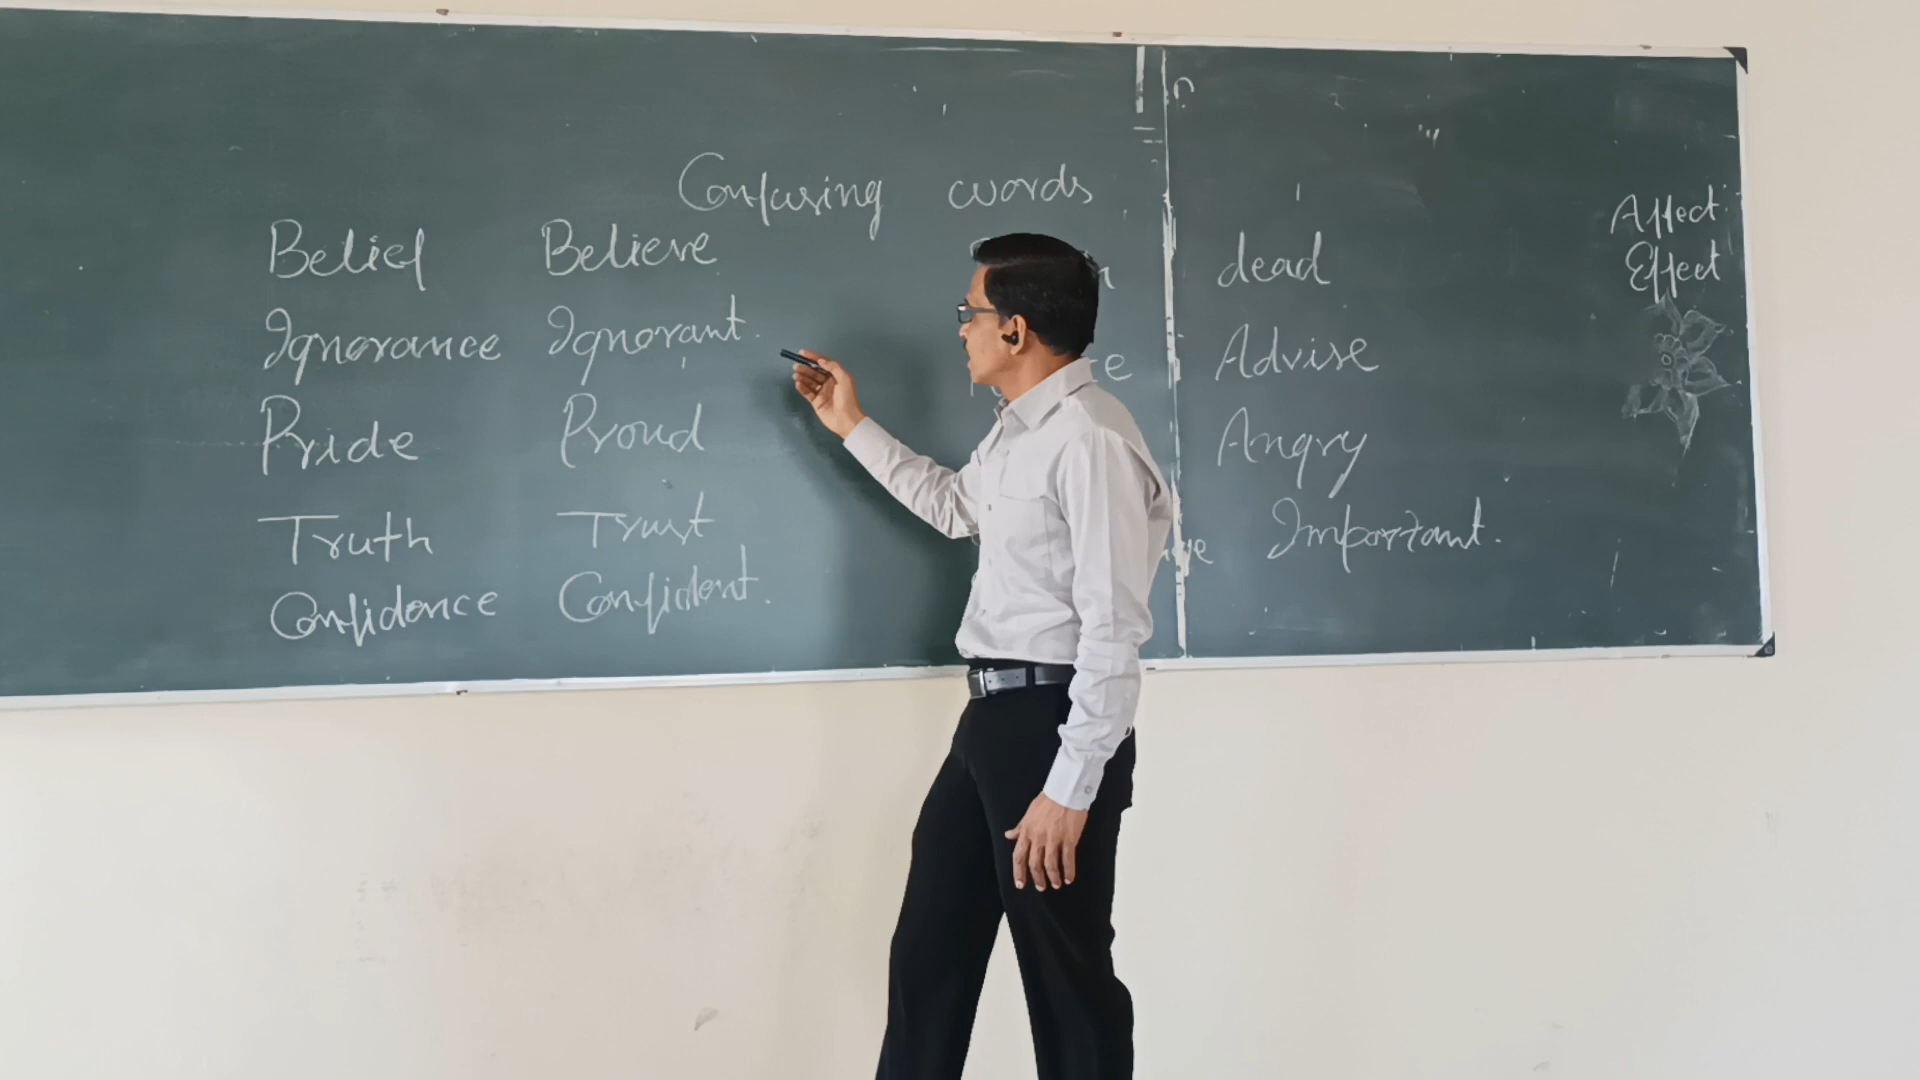 Confusing words
Belief Believe dead
Ignorance Ignorant. Advise
Pride Proud Angry
Truth Trust Important.
Confidence Confident.
Affect
Effect